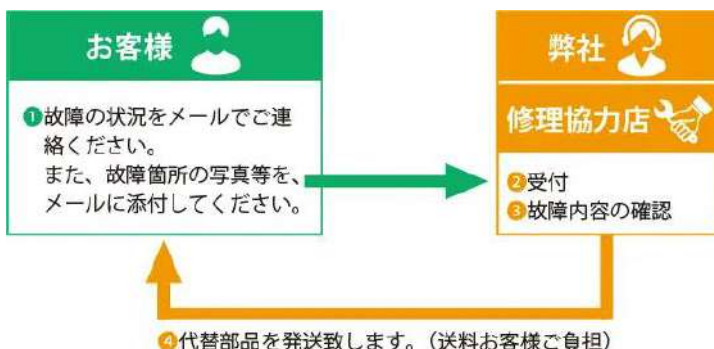 お客様
❶故障の状況をメールでご連
絡ください。
また、故障箇所の写真等を、
メールに添付してください。
弊社
修理協力店
❷受付
❸故障内容の確認
❹代替部品を発送致します。（送料お客様ご負担）